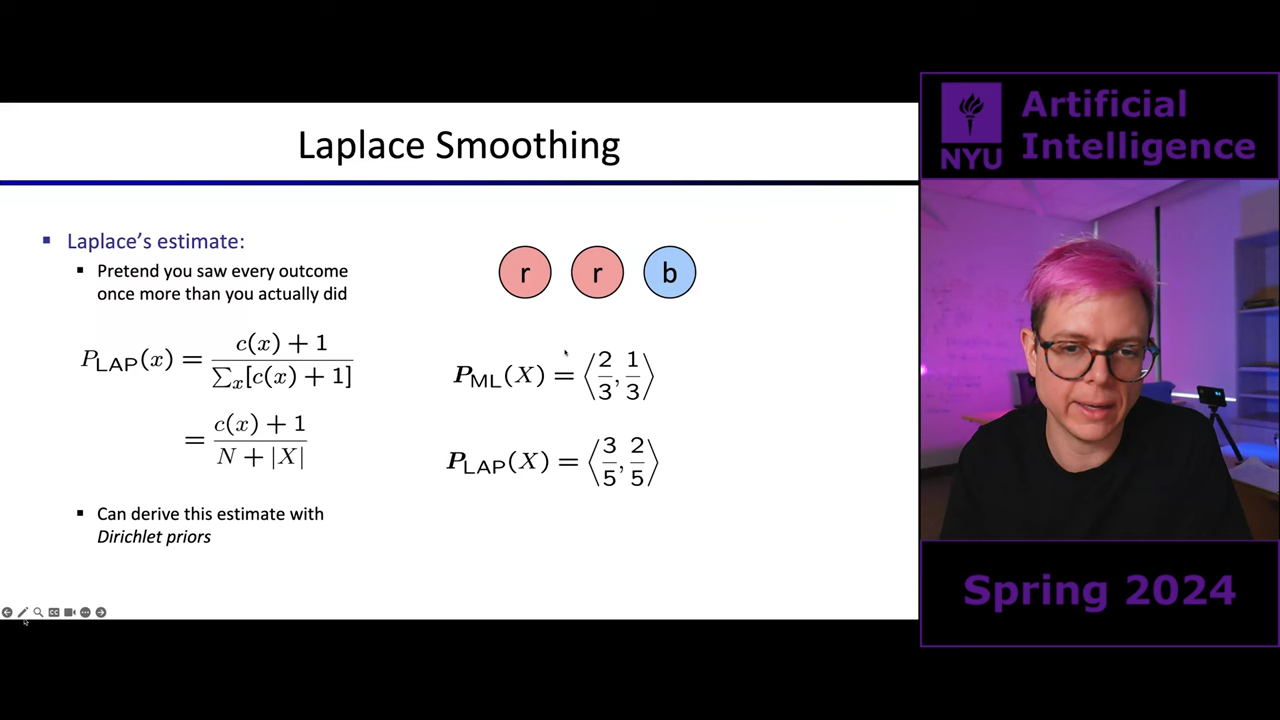 Laplace Smoothing
▪ Laplace's estimate:
▪ Pretend you saw every outcome
once more than you actually did
P_LAP(x) = (c(x) + 1) / (∑_x[c(x) + 1])
= (c(x) + 1) / (N + |X|)
▪ Can derive this estimate with
Dirichlet priors
r r b
P_ML(X) = ⟨2/3, 1/3⟩
P_LAP(X) = ⟨3/5, 2/5⟩
NYU
Artificial
Intelligence
Spring 2024